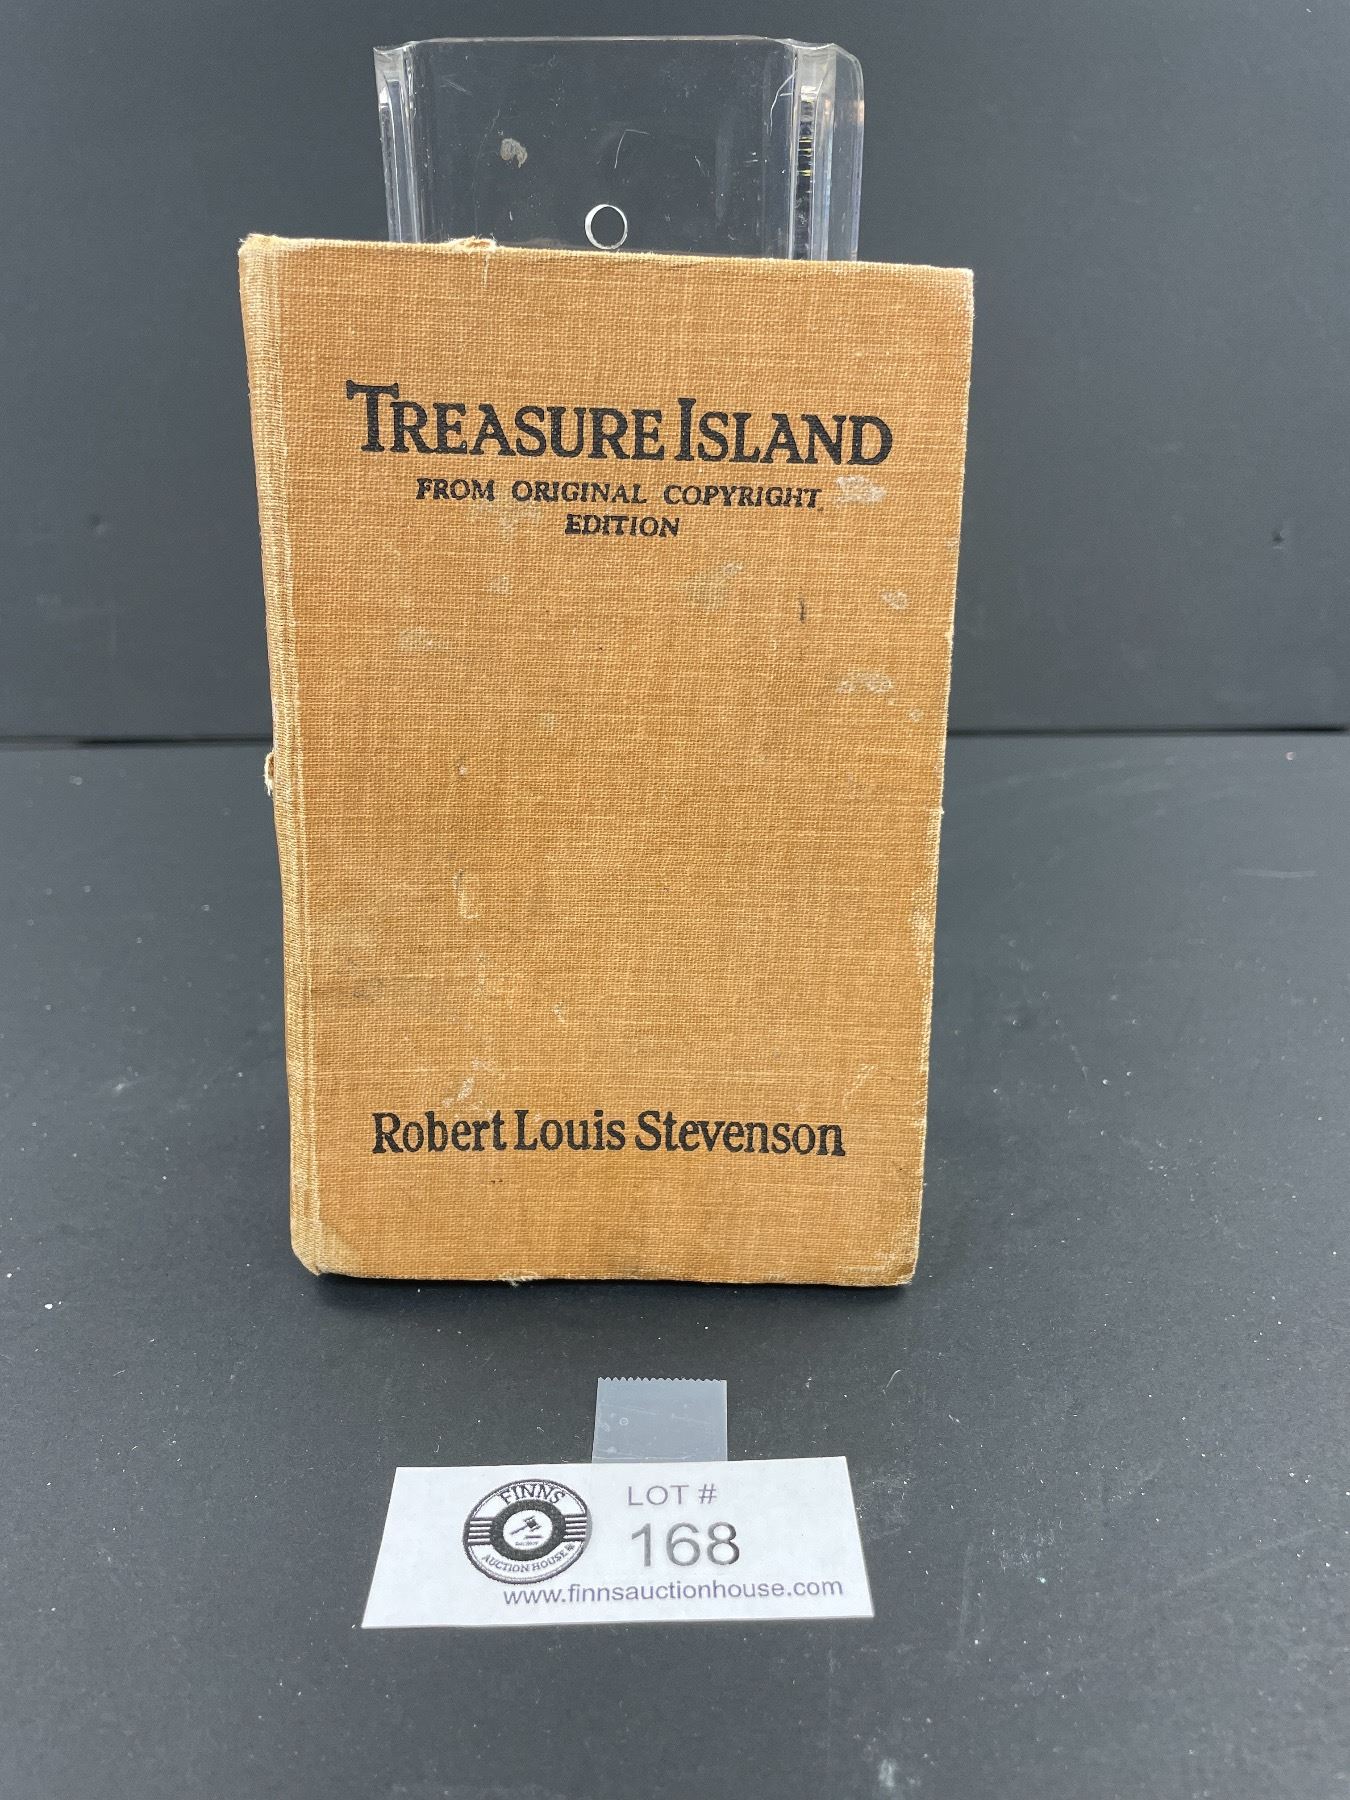 TREASURE ISLAND
FROM ORIGINAL COPYRIGHT
EDITION
Robert Louis Stevenson
FINNS
AUCTION HOUSE
LOT #
168
www.finnsauctionhouse.com